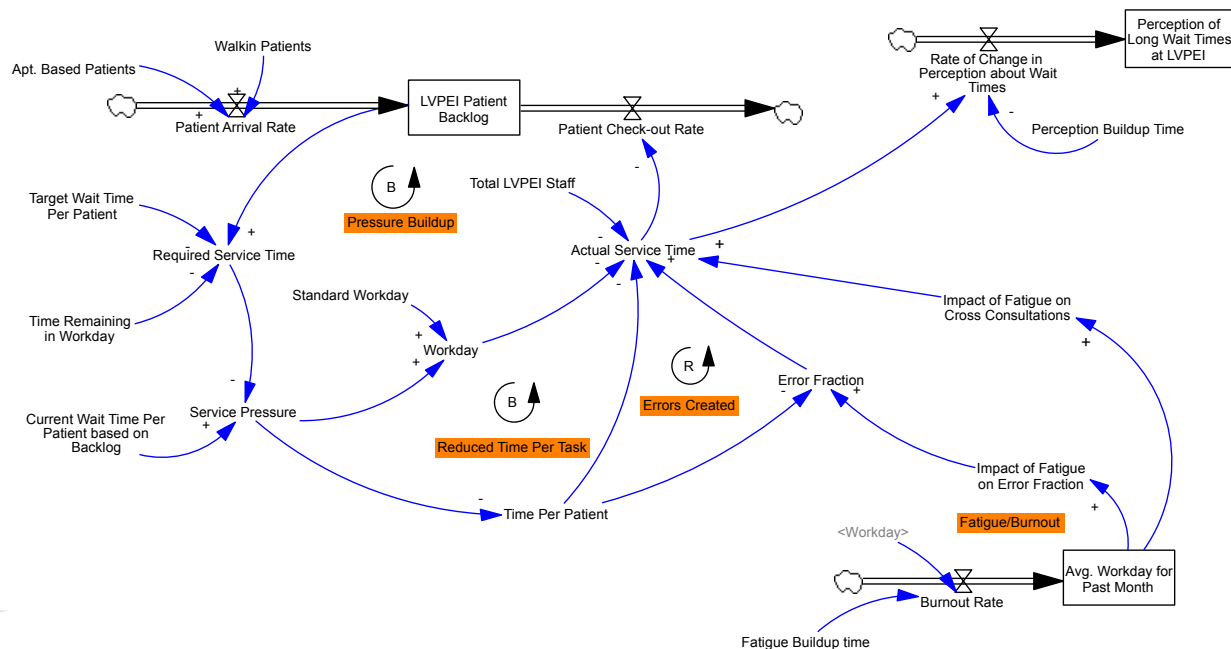 Walkin Patients
Apt. Based Patients
+
+
Patient Arrival Rate
LVPEI Patient
Backlog
Patient Check-out Rate
Perception of
Long Wait Times
at LVPEI
Rate of Change in
Perception about Wait
Times
+
-
Perception Buildup Time
B
Pressure Buildup
Total LVPEI Staff
-
Target Wait Time
Per Patient
-
+
Required Service Time
-
-
Actual Service Time
+
-
+
-
Time Remaining
in Workday
Standard Workday
+
Workday
+
Impact of Fatigue on
Cross Consultations
+
R
Errors Created
Error Fraction
-
+
-
Service Pressure
+
Current Wait Time Per
Patient based on
Backlog
B
Reduced Time Per Task
-
Time Per Patient
Impact of Fatigue
on Error Fraction
+
Fatigue/Burnout
<Workday>
Avg. Workday for
Past Month
Burnout Rate
Fatigue Buildup time